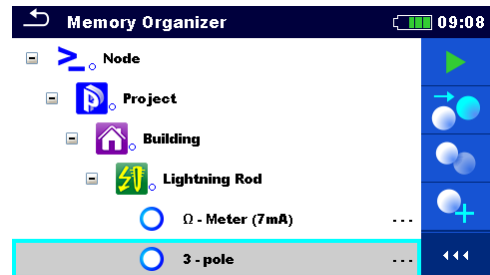 Memory Organizer 09:08
Node
Project
Building
Lightning Rod
Ω - Meter (7mA) ...
3 - pole ...